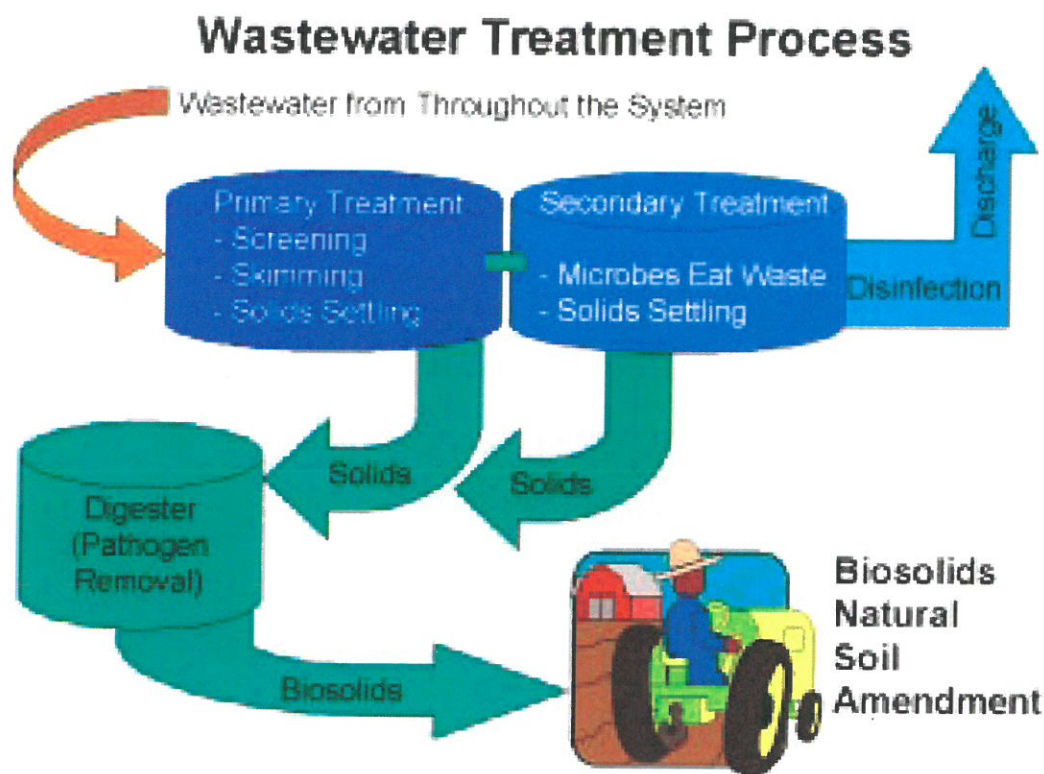 Wastewater Treatment Process
Wastewater from Throughout the System
Primary Treatment
- Screening
- Skimming
- Solids Settling
Secondary Treatment
- Microbes Eat Waste
- Solids Settling
Disinfection
Discharge
Solids
Solids
Digester
(Pathogen
Removal)
Biosolids
Biosolids
Natural
Soil
Amendment